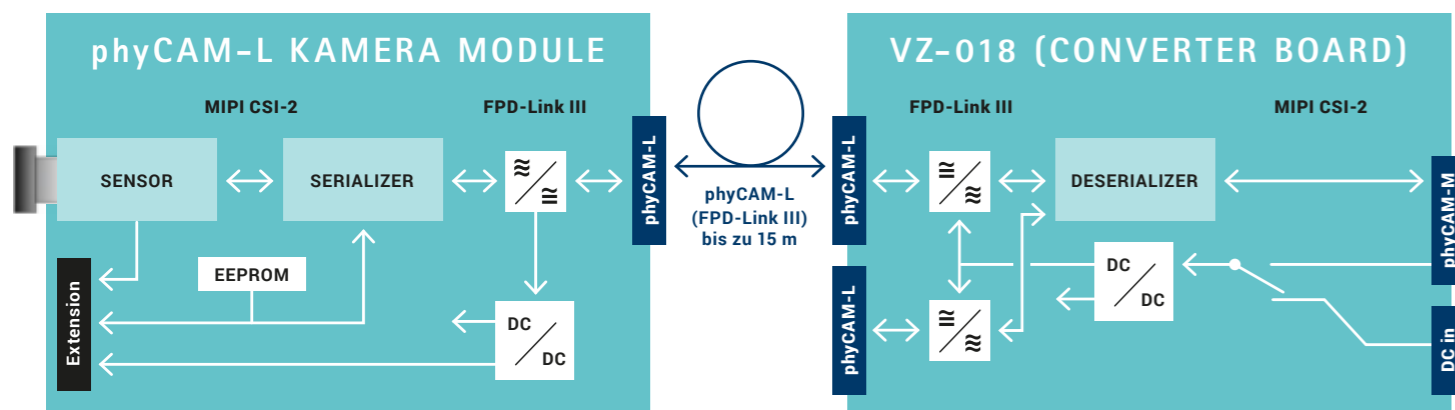 phyCAM-L KAMERA MODULE
MIPI CSI-2
FPD-Link III
SENSOR
SERIALIZER
≋
≅
phyCAM-L
EEPROM
Extension
DC
DC
phyCAM-L
(FPD-Link III)
bis zu 15 m
VZ-018 (CONVERTER BOARD)
FPD-Link III
MIPI CSI-2
phyCAM-L
≅
≋
DESERIALIZER
phyCAM-M
DC
DC
phyCAM-L
≅
≋
DC in